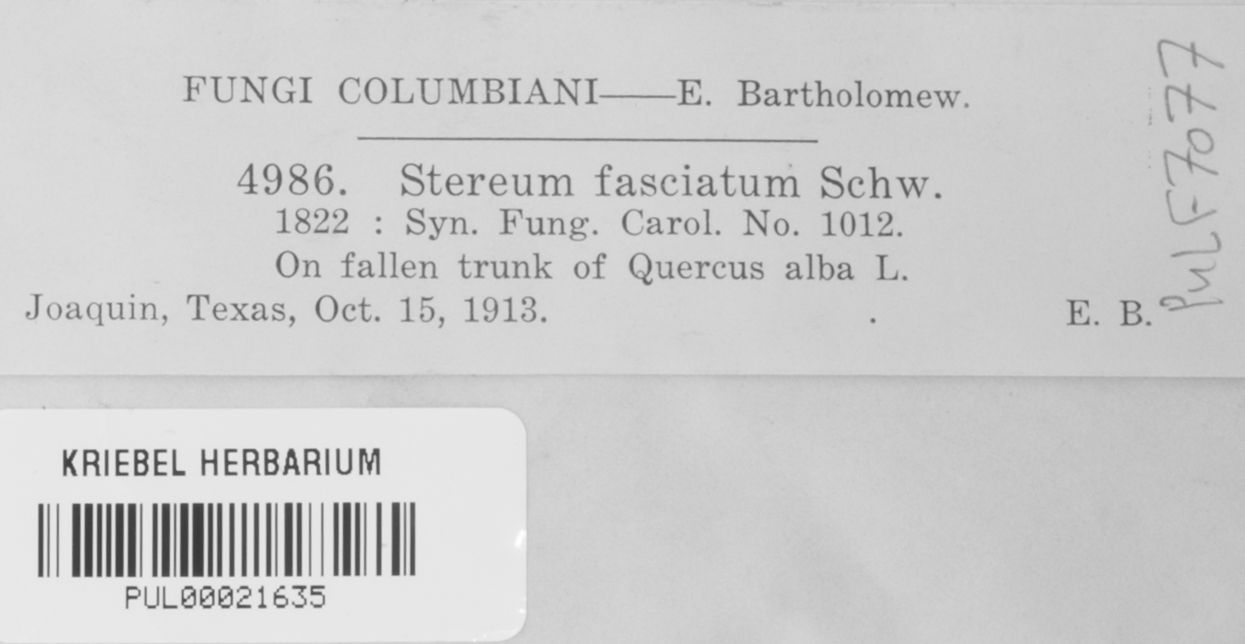 FUNGI COLUMBIANI——E. Bartholomew.
4986. Stereum fasciatum Schw.
1822 : Syn. Fung. Carol. No. 1012.
On fallen trunk of Quercus alba L.
Joaquin, Texas, Oct. 15, 1913. E. B.
PUL F7077
KRIEBEL HERBARIUM
PUL00021635